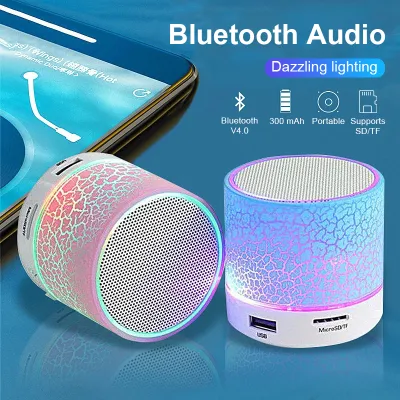 Bluetooth Audio
Dazzling lighting
Bluetooth
V4.0
300 mAh
Portable
Supports
SD/TF
USB
MicroSD/TF